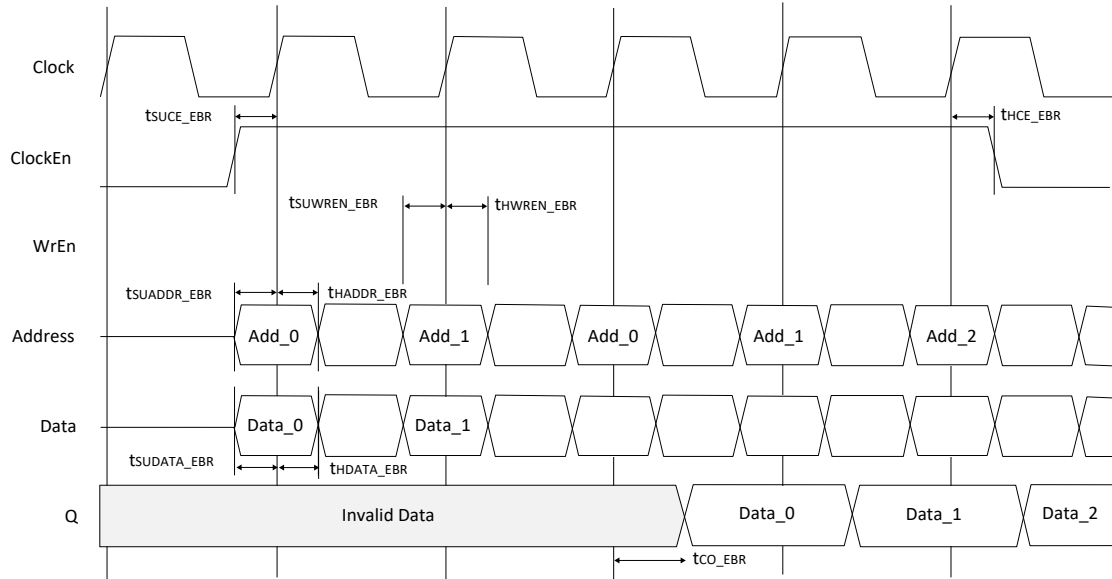 Clock
tSUCE_EBR
tHCE_EBR
ClockEn
tSUWREN_EBR
tHWREN_EBR
WrEn
tSUADDR_EBR
tHADDR_EBR
Address
Add_0
Add_1
Add_0
Add_1
Add_2
Data
Data_0
Data_1
tSUDATA_EBR
tHDATA_EBR
Q
Invalid Data
Data_0
Data_1
Data_2
tCO_EBR